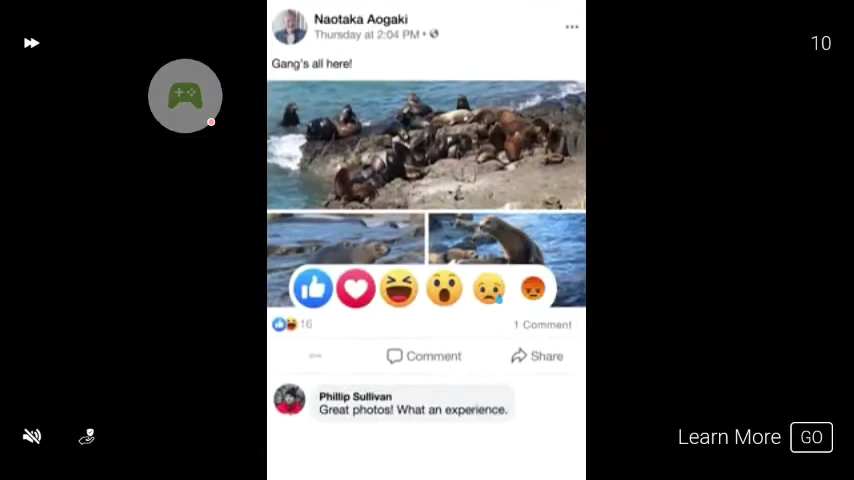 Naotaka Aogaki
Thursday at 2:04 PM •
10
Gang's all here!
16
1 Comment
Comment
Share
Phillip Sullivan
Great photos! What an experience.
Learn More
GO